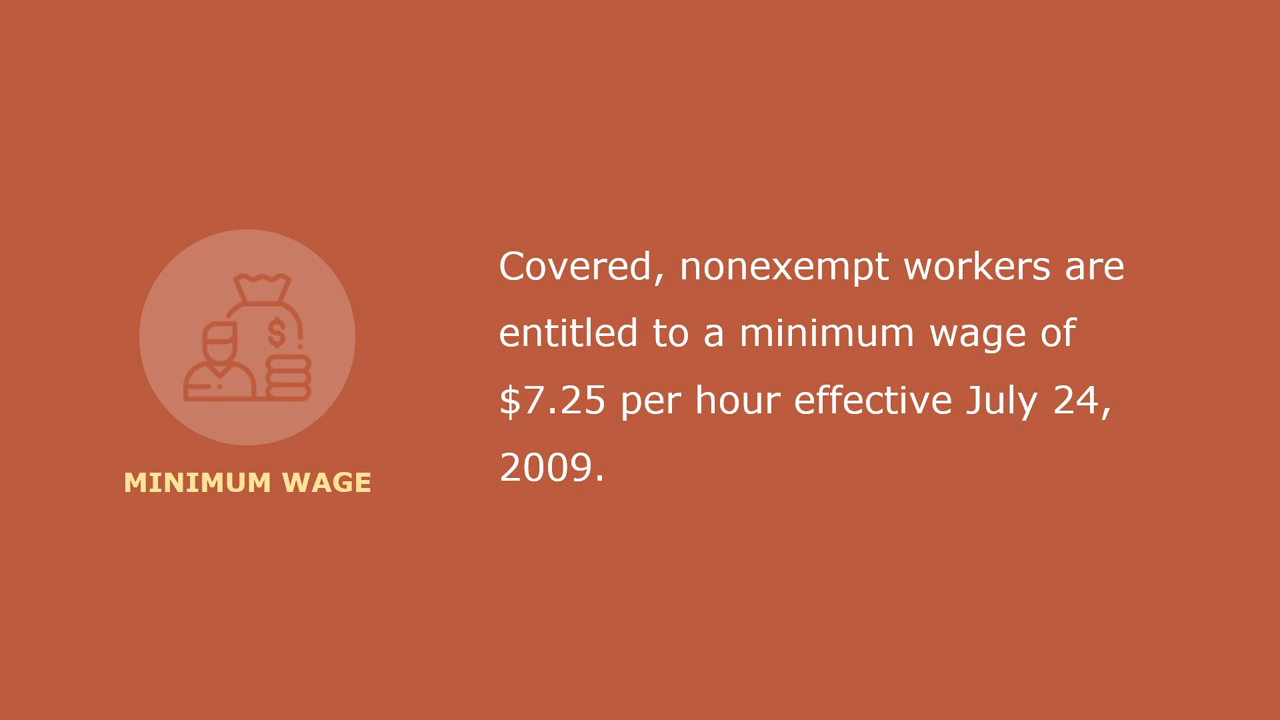 Covered, nonexempt workers are
entitled to a minimum wage of
$7.25 per hour effective July 24,
2009.
$
MINIMUM WAGE